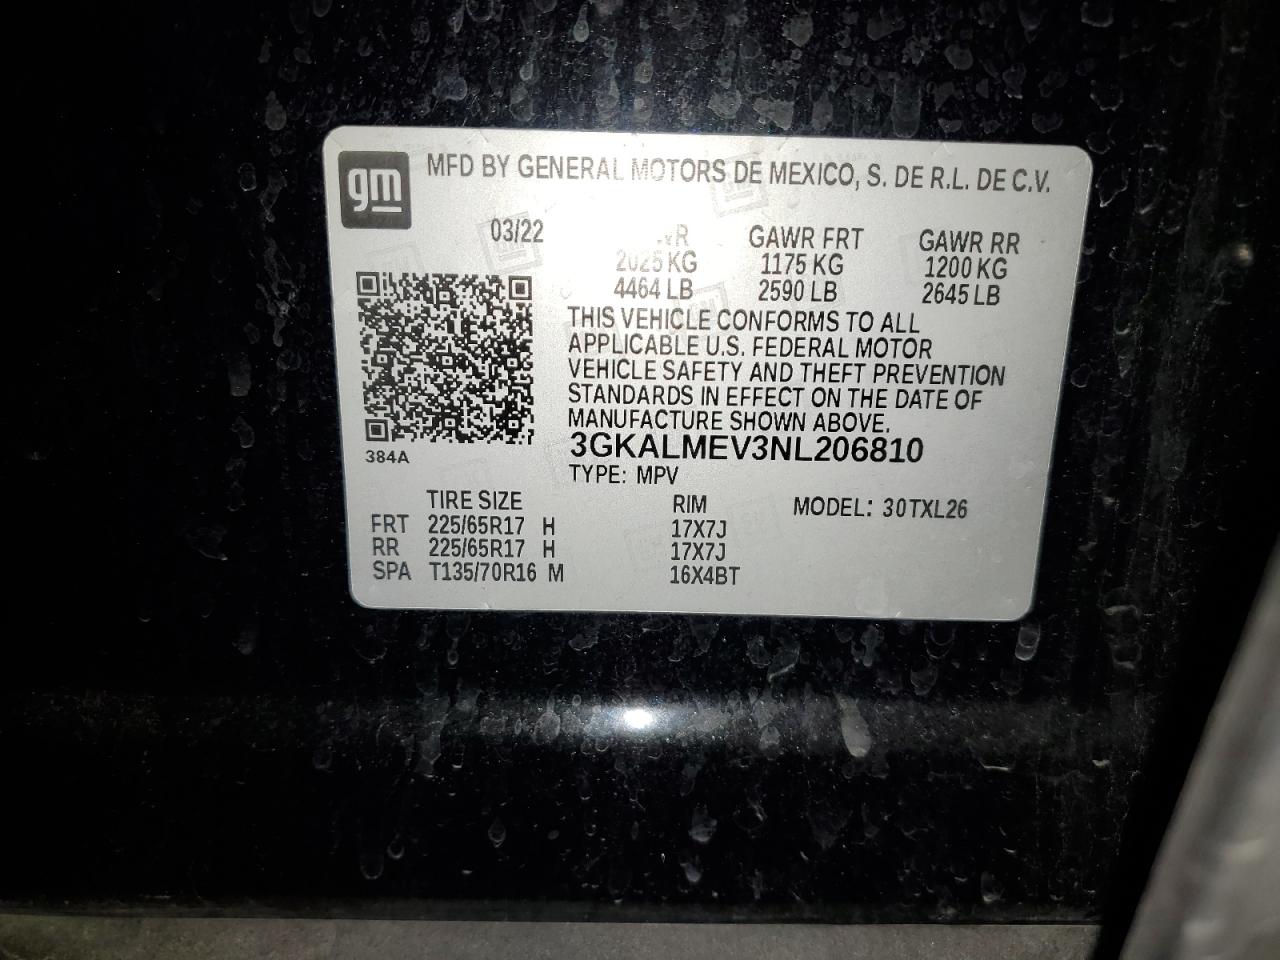 gm
MFD BY GENERAL MOTORS DE MEXICO, S. DE R.L. DE C.V.
03/22 GAWR FRT GAWR RR
2025 KG 1175 KG 1200 KG
4464 LB 2590 LB 2645 LB
THIS VEHICLE CONFORMS TO ALL
APPLICABLE U.S. FEDERAL MOTOR
VEHICLE SAFETY AND THEFT PREVENTION
STANDARDS IN EFFECT ON THE DATE OF
MANUFACTURE SHOWN ABOVE.
3GKALMEV3NL206810
384A
TYPE: MPV
TIRE SIZE RIM MODEL: 30TXL26
FRT 225/65R17 H 17X7J
RR 225/65R17 H 17X7J
SPA T135/70R16 M 16X4BT